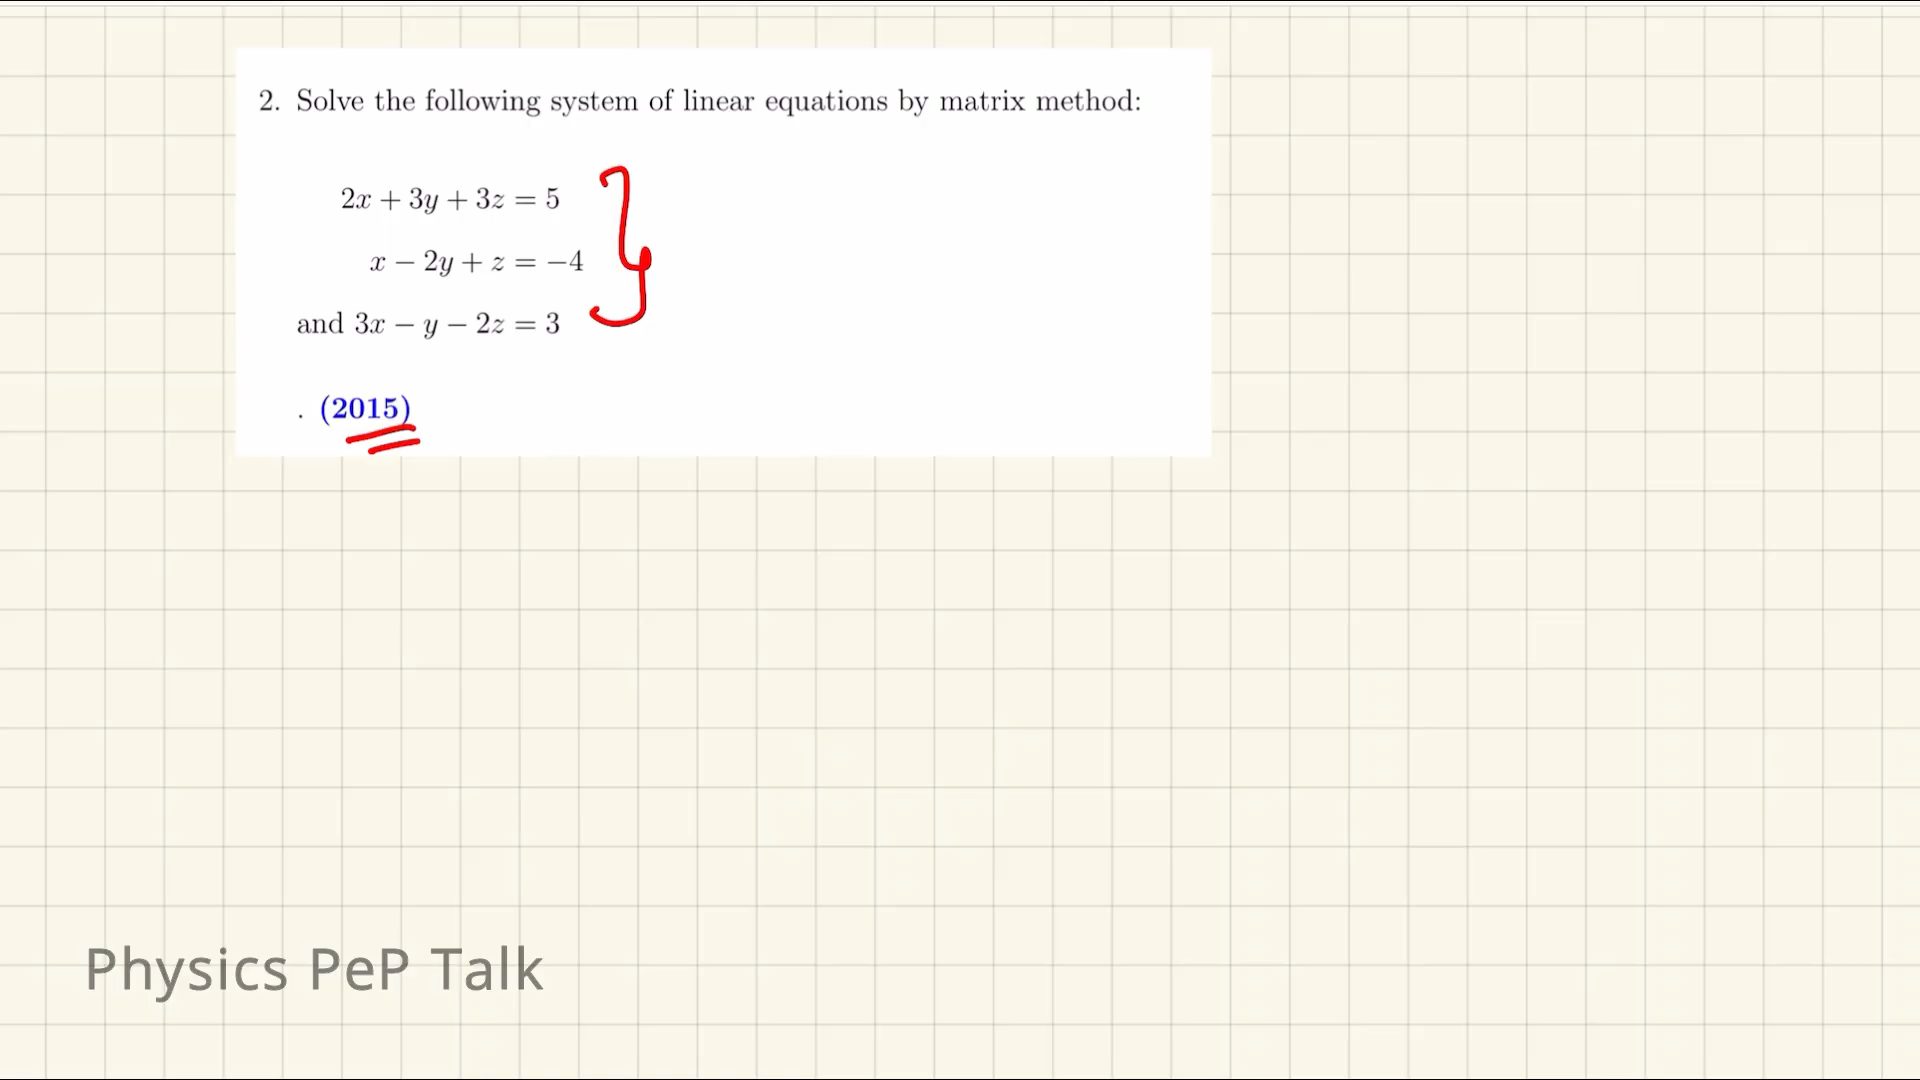 2. Solve the following system of linear equations by matrix method:
2x + 3y + 3z = 5
x − 2y + z = −4
and 3x − y − 2z = 3
. (2015)
Physics PeP Talk